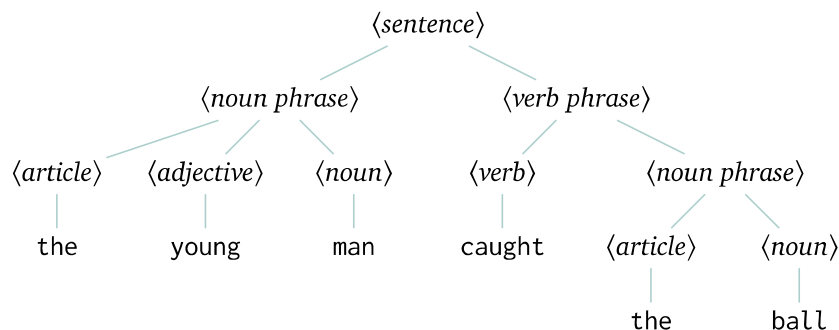 ⟨sentence⟩
⟨noun phrase⟩ ⟨verb phrase⟩
⟨article⟩ ⟨adjective⟩ ⟨noun⟩ ⟨verb⟩ ⟨noun phrase⟩
the young man caught ⟨article⟩ ⟨noun⟩
the ball